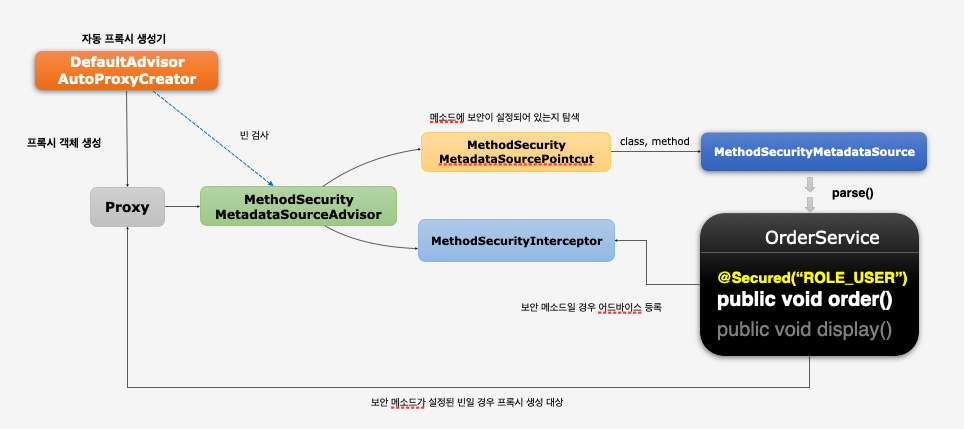 자동 프록시 생성기
DefaultAdvisor
AutoProxyCreator
프록시 객체 생성
빈 검사
메소드에 보안이 설정되어 있는지 탐색
MethodSecurity
MetadataSourcePointcut
class, method
MethodSecurityMetadataSource
parse()
Proxy
MethodSecurity
MetadataSourceAdvisor
MethodSecurityInterceptor
OrderService
@Secured(“ROLE_USER”)
public void order()
public void display()
보안 메소드일 경우 어드바이스 등록
보안 메소드가 설정된 빈일 경우 프록시 생성 대상